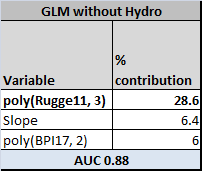 GLM without Hydro
Variable % contribution
poly(Rugge11, 3) 28.6
Slope 6.4
poly(BPI17, 2) 6
AUC 0.88